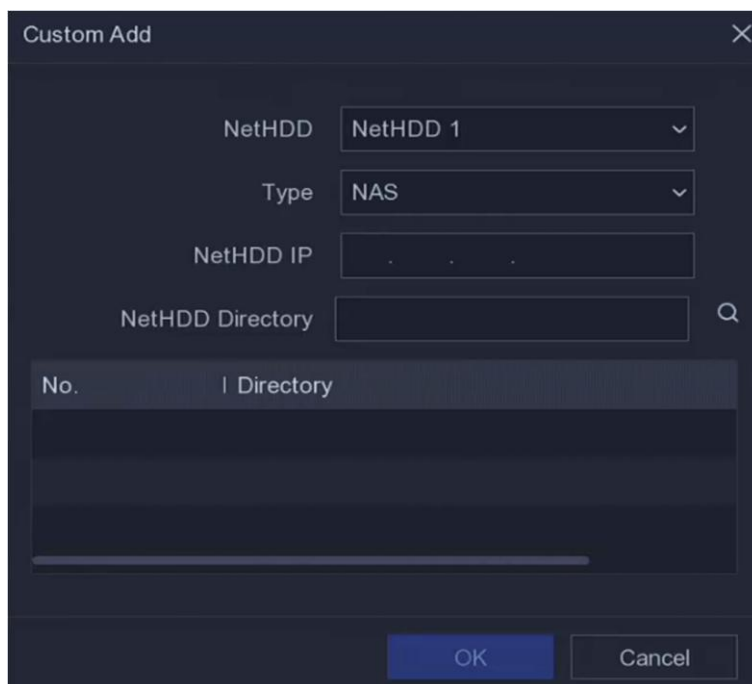 Custom Add
NetHDD NetHDD 1
Type NAS
NetHDD IP . . .
NetHDD Directory
No. Directory
OK Cancel